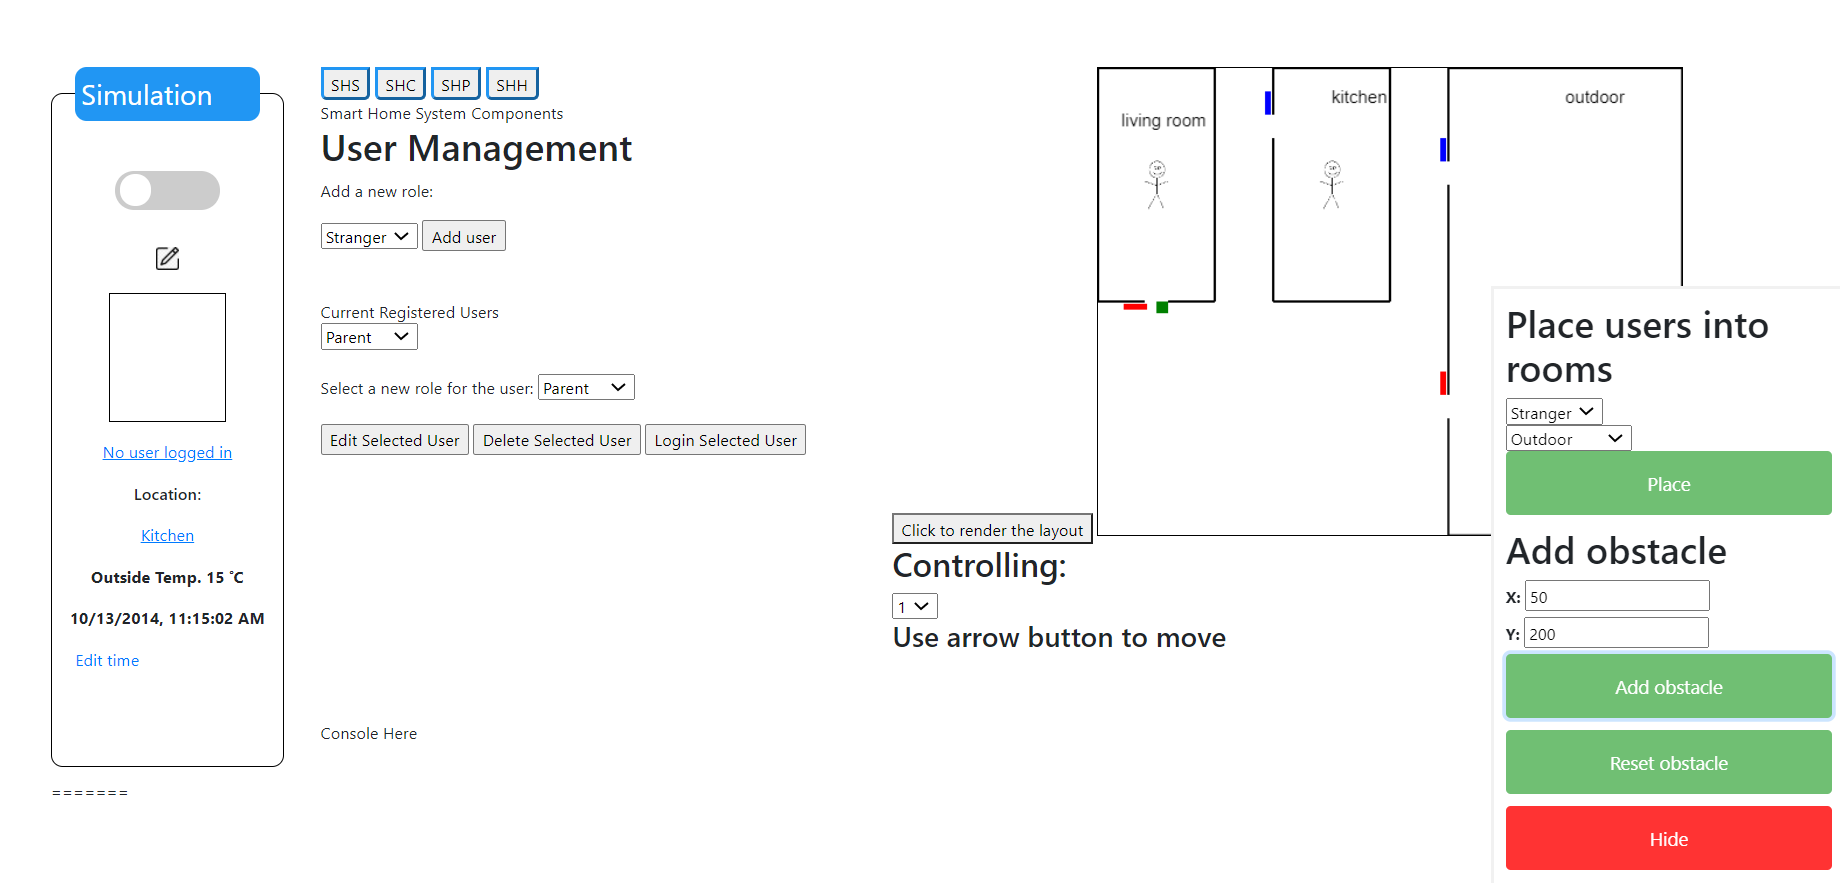 Simulation
No user logged in
Location:
Kitchen
Outside Temp. 15 °C
10/13/2014, 11:15:02 AM
Edit time
=======
SHS SHC SHP SHH
Smart Home System Components
User Management
Add a new role:
Stranger Add user
Current Registered Users
Parent
Select a new role for the user: Parent
Edit Selected User Delete Selected User Login Selected User
Console Here
living room
kitchen
outdoor
Click to render the layout
Controlling:
1
Use arrow button to move
Place users into
rooms
Stranger
Outdoor
Place
Add obstacle
X: 50
Y: 200
Add obstacle
Reset obstacle
Hide